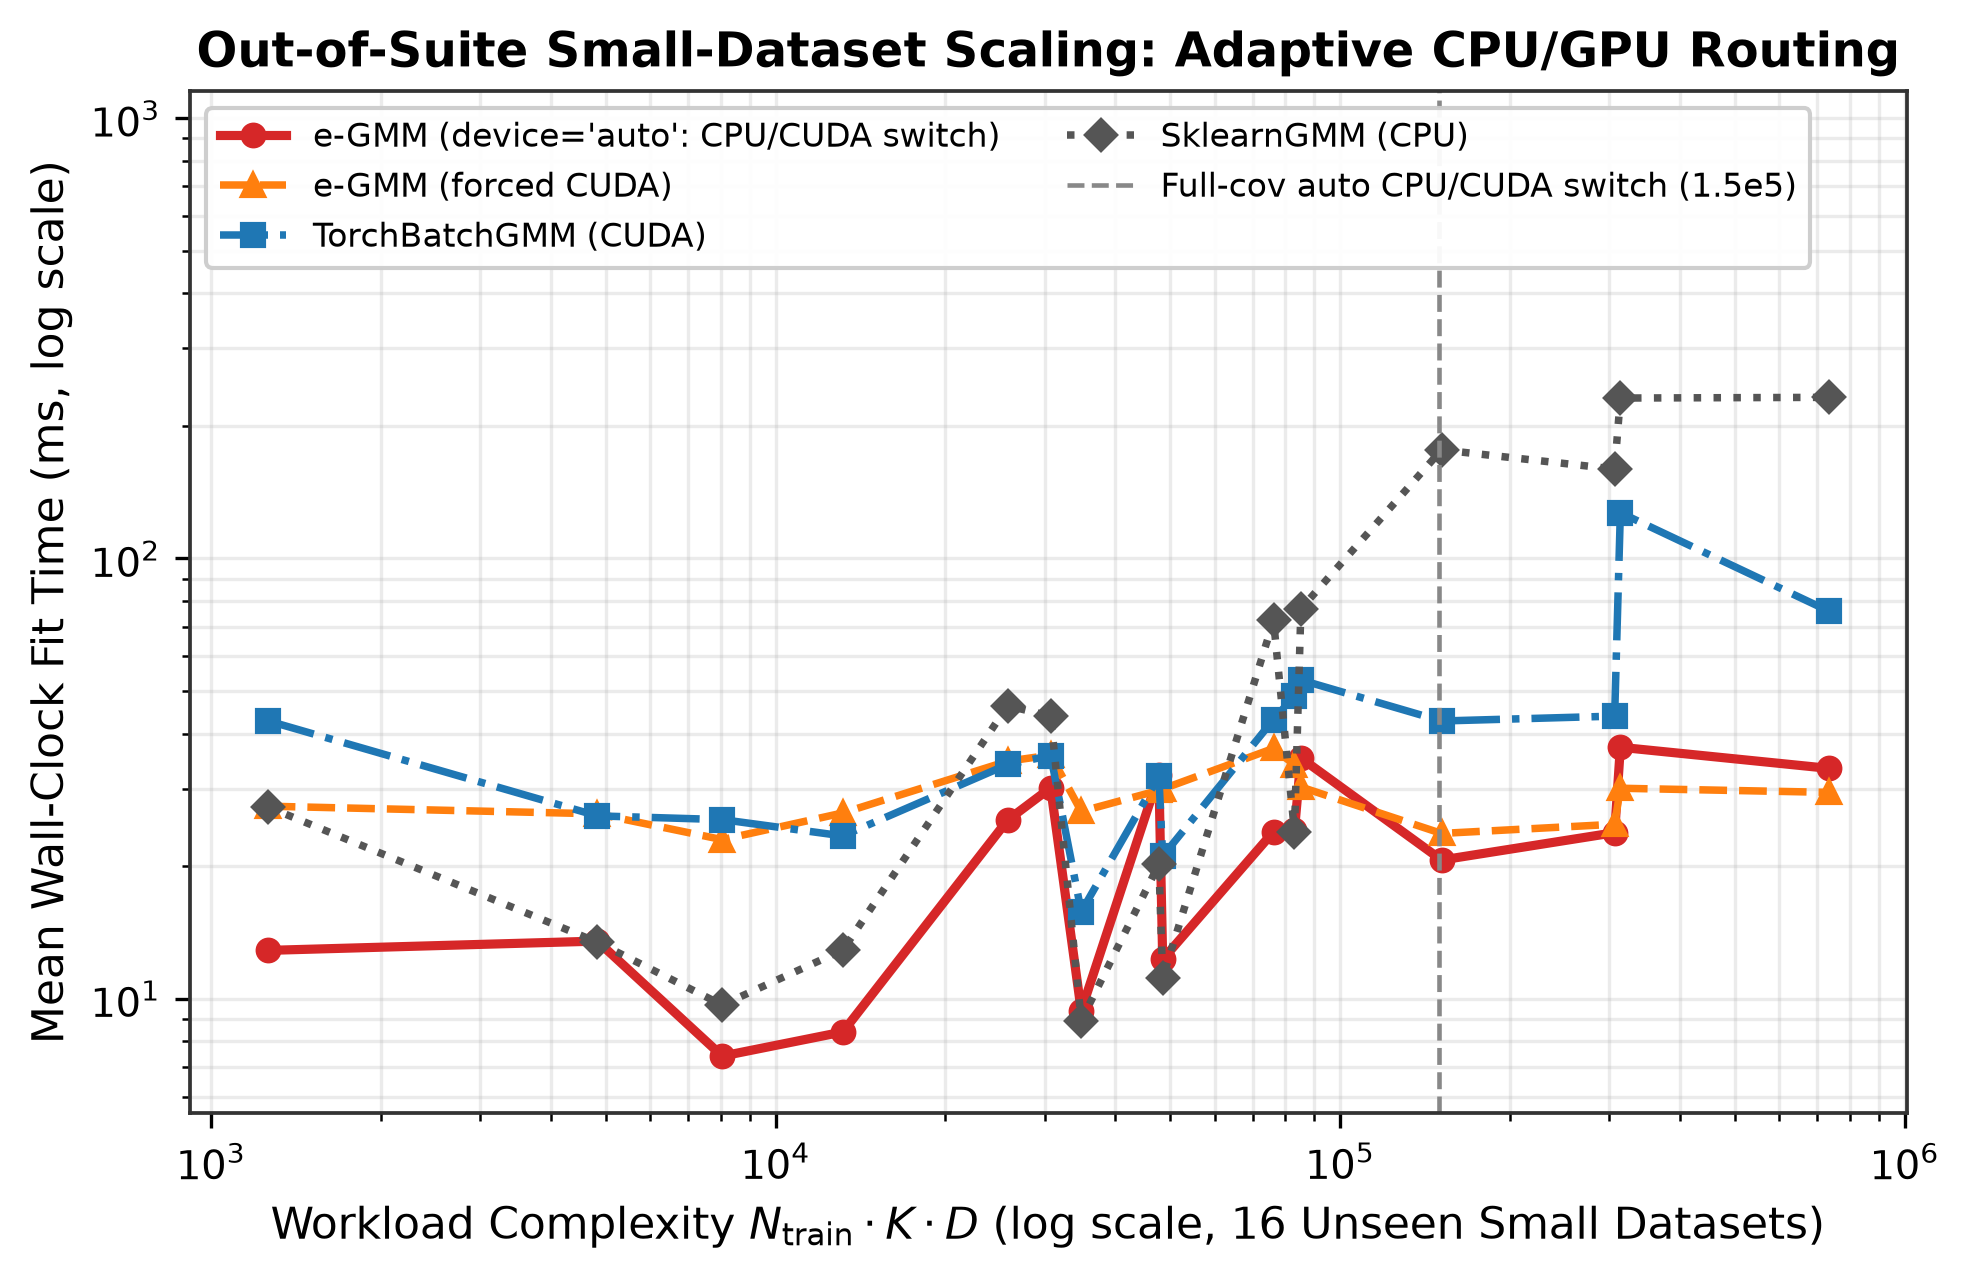 Out-of-Suite Small-Dataset Scaling: Adaptive CPU/GPU Routing
Mean Wall-Clock Fit Time (ms, log scale)
10³
10²
10¹
e-GMM (device='auto': CPU/CUDA switch)
e-GMM (forced CUDA)
TorchBatchGMM (CUDA)
SklearnGMM (CPU)
Full-cov auto CPU/CUDA switch (1.5e5)
10³ 10⁴ 10⁵ 10⁶
Workload Complexity N_train · K · D (log scale, 16 Unseen Small Datasets)